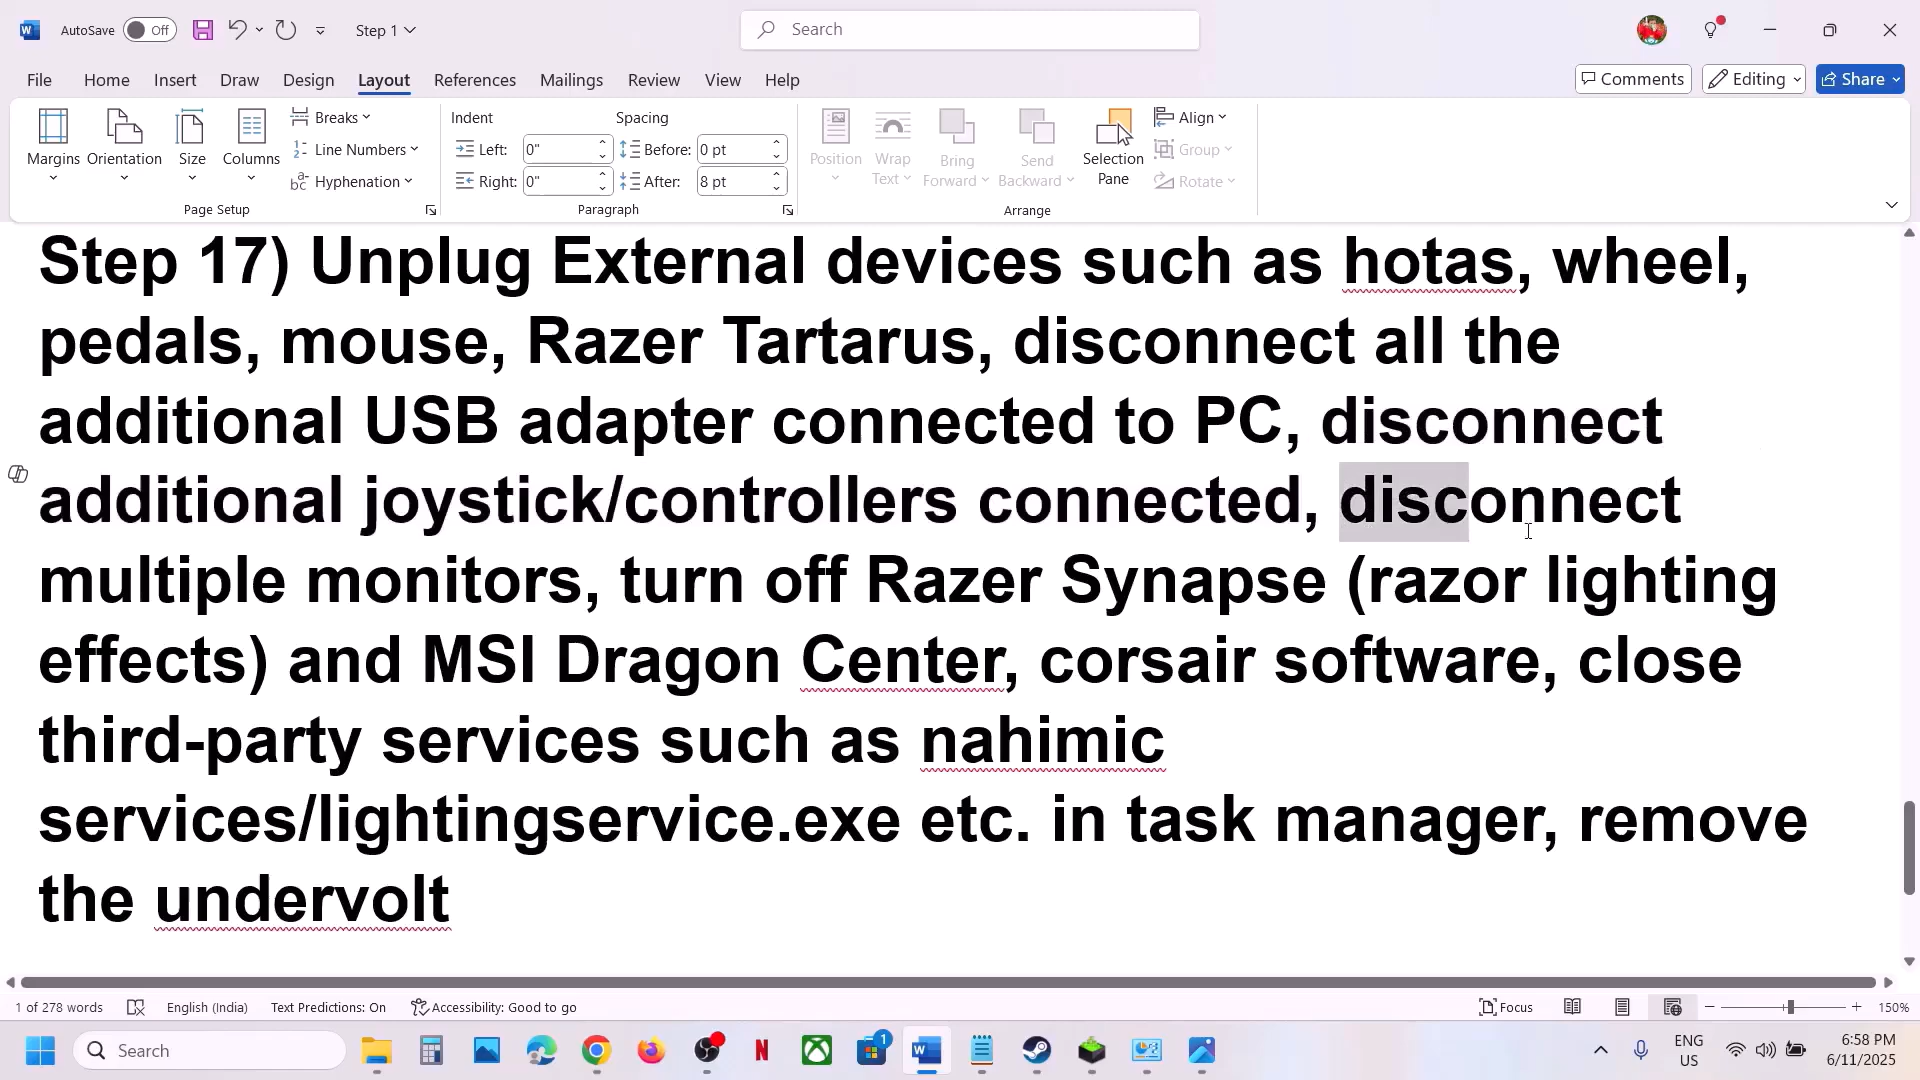 AutoSave Off Step 1 Search
File Home Insert Draw Design Layout References Mailings Review View Help Comments Editing Share
Margins Orientation Size Columns Breaks Line Numbers Hyphenation
Page Setup
Indent Spacing
Left: 0" Before: 0 pt
Right: 0" After: 8 pt
Paragraph
Position Wrap Text Bring Forward Send Backward Selection Pane Align Group Rotate
Arrange
Step 17) Unplug External devices such as hotas, wheel,
pedals, mouse, Razer Tartarus, disconnect all the
additional USB adapter connected to PC, disconnect
additional joystick/controllers connected, disconnect
multiple monitors, turn off Razer Synapse (razor lighting
effects) and MSI Dragon Center, corsair software, close
third-party services such as nahimic
services/lightingservice.exe etc. in task manager, remove
the undervolt
1 of 278 words English (India) Text Predictions: On Accessibility: Good to go Focus 150%
Search 1 ENG US 6:58 PM 6/11/2025